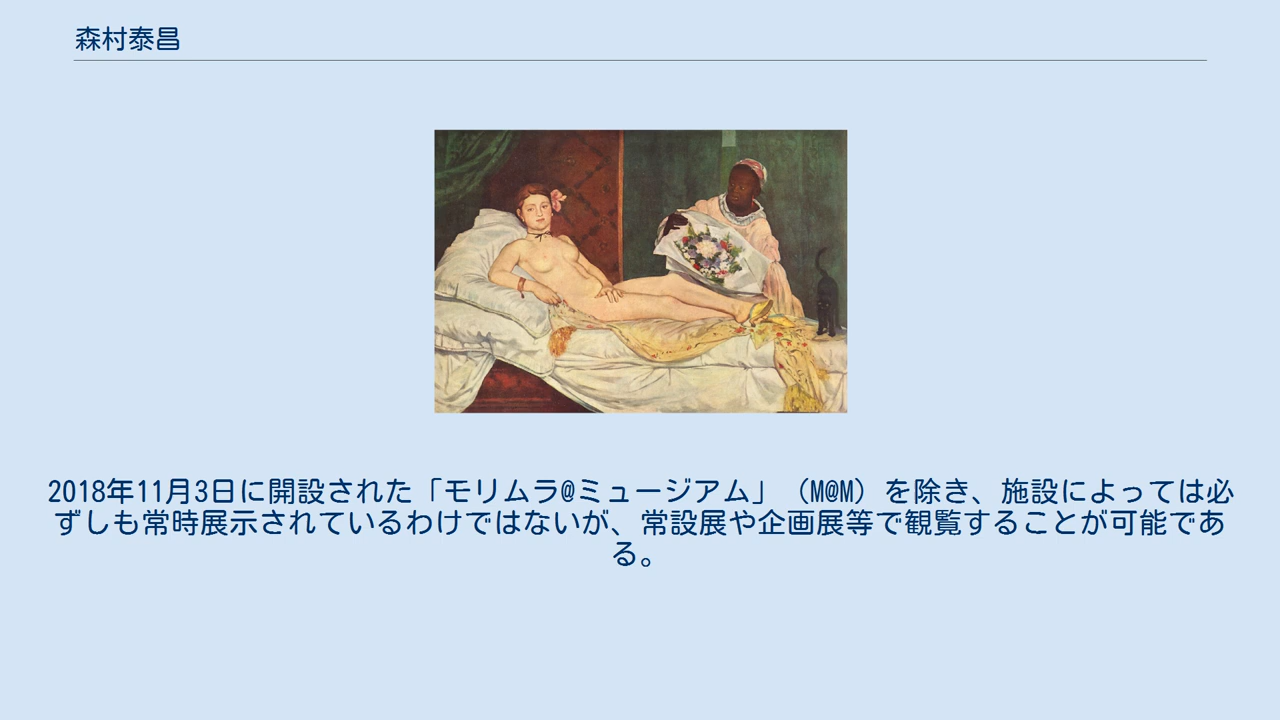 森村泰昌
2018年11月3日に開設された「モリムラ@ミュージアム」（M@M）を除き、施設によっては必
ずしも常時展示されているわけではないが、常設展や企画展等で観覧することが可能であ
る。